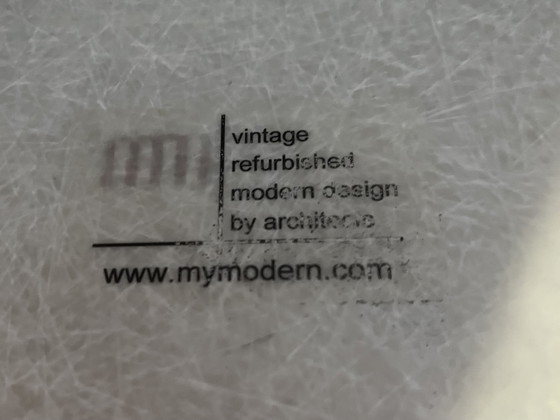 vintage
refurbished
modern design
by architects
www.mymodern.com